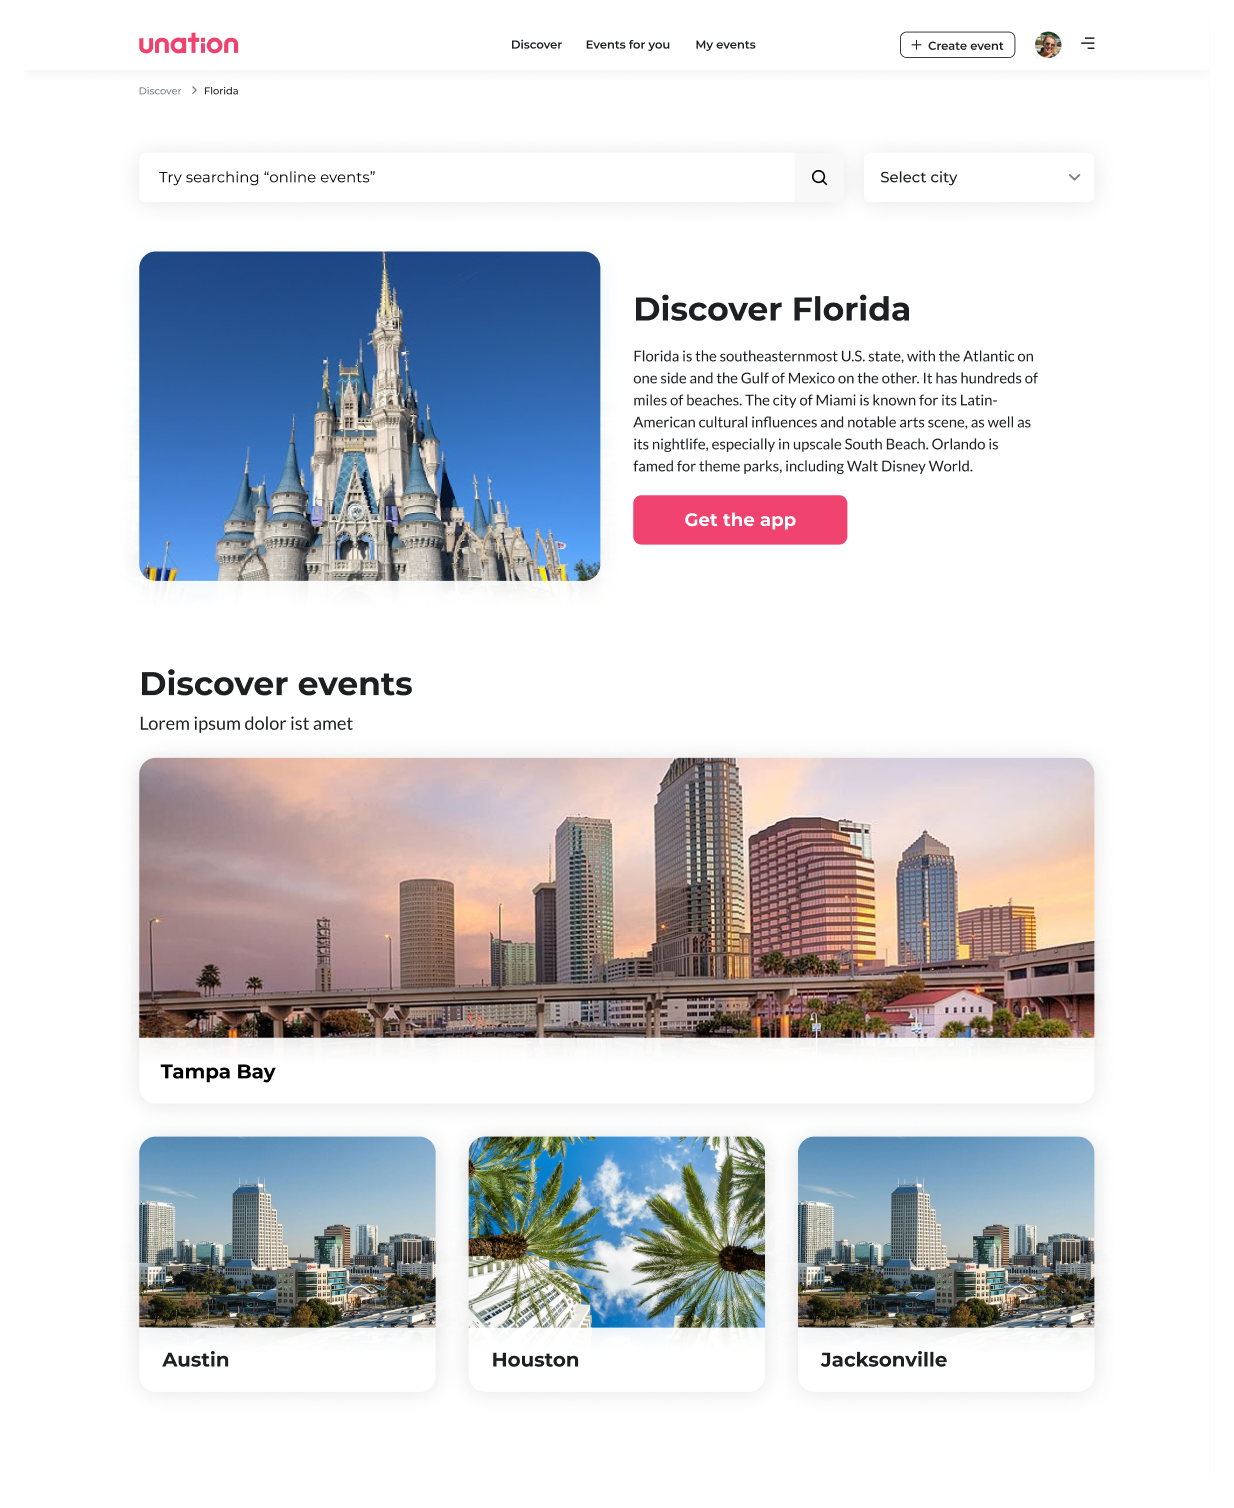 unation
Discover
Events for you
My events
Create event
Discover
Florida
Try searching “online events”
Select city
Discover Florida
Florida is the southeasternmost U.S. state, with the Atlantic on
one side and the Gulf of Mexico on the other. It has hundreds of
miles of beaches. The city of Miami is known for its Latin-
American cultural influences and notable arts scene, as well as
its nightlife, especially in upscale South Beach. Orlando is
famed for theme parks, including Walt Disney World.
Get the app
Discover events
Lorem ipsum dolor ist amet
Tampa Bay
Austin
Houston
Jacksonville